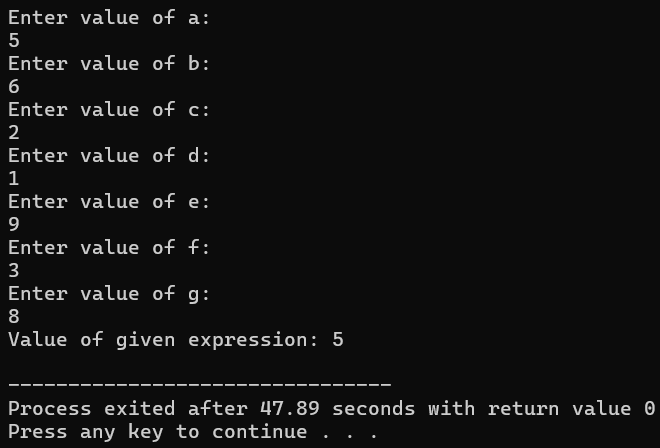 Enter value of a:
5
Enter value of b:
6
Enter value of c:
2
Enter value of d:
1
Enter value of e:
9
Enter value of f:
3
Enter value of g:
8
Value of given expression: 5
--------------------------------
Process exited after 47.89 seconds with return value 0
Press any key to continue . . .